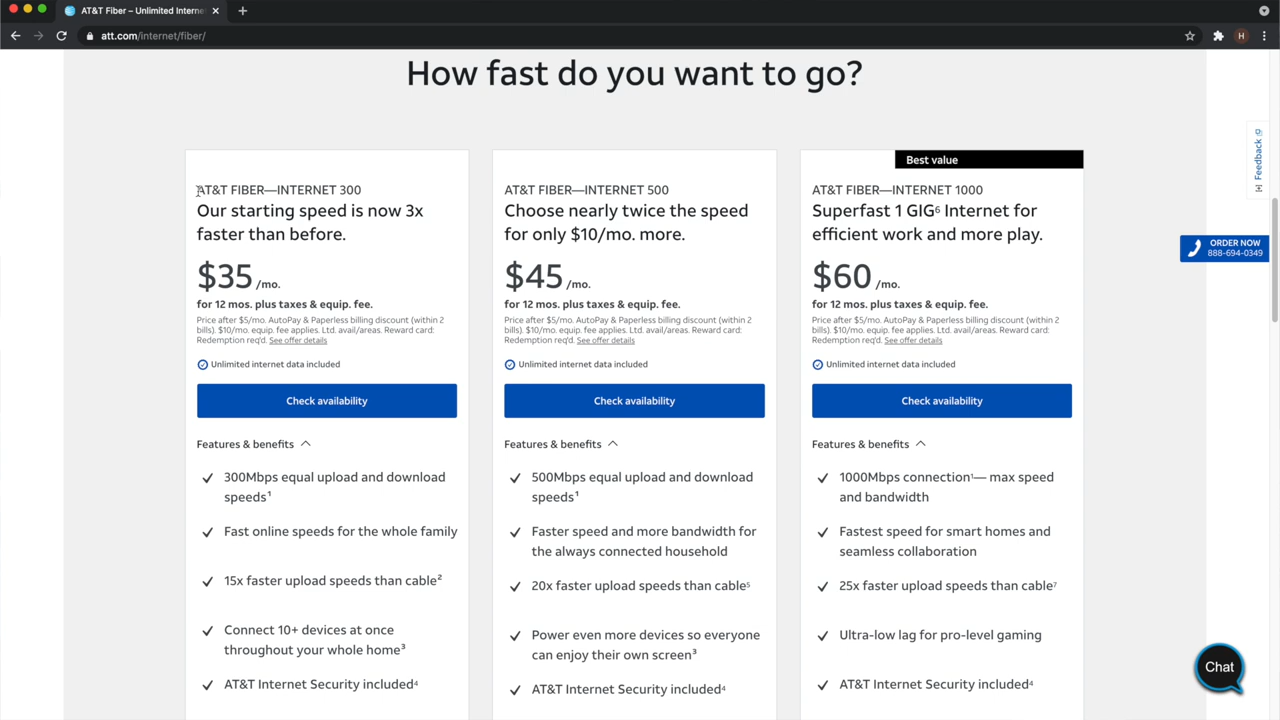 AT&T Fiber – Unlimited Interne
att.com/internet/fiber/
H
How fast do you want to go?
AT&T FIBER—INTERNET 300
Our starting speed is now 3x
faster than before.
$35 /mo.
for 12 mos. plus taxes & equip. fee.
Price after $5/mo. AutoPay & Paperless billing discount (within 2
bills). $10/mo. equip. fee applies. Ltd. avail/areas. Reward card:
Redemption req'd. See offer details
Unlimited internet data included
Check availability
Features & benefits
300Mbps equal upload and download
speeds¹
Fast online speeds for the whole family
15x faster upload speeds than cable²
Connect 10+ devices at once
throughout your whole home³
AT&T Internet Security included⁴
AT&T FIBER—INTERNET 500
Choose nearly twice the speed
for only $10/mo. more.
$45 /mo.
for 12 mos. plus taxes & equip. fee.
Price after $5/mo. AutoPay & Paperless billing discount (within 2
bills). $10/mo. equip. fee applies. Ltd. avail/areas. Reward card:
Redemption req'd. See offer details
Unlimited internet data included
Check availability
Features & benefits
500Mbps equal upload and download
speeds¹
Faster speed and more bandwidth for
the always connected household
20x faster upload speeds than cable⁵
Power even more devices so everyone
can enjoy their own screen³
AT&T Internet Security included⁴
Best value
AT&T FIBER—INTERNET 1000
Superfast 1 GIG⁶ Internet for
efficient work and more play.
$60 /mo.
for 12 mos. plus taxes & equip. fee.
Price after $5/mo. AutoPay & Paperless billing discount (within 2
bills). $10/mo. equip. fee applies. Ltd. avail/areas. Reward card:
Redemption req'd. See offer details
Unlimited internet data included
Check availability
Features & benefits
1000Mbps connection¹— max speed
and bandwidth
Fastest speed for smart homes and
seamless collaboration
25x faster upload speeds than cable⁷
Ultra-low lag for pro-level gaming
AT&T Internet Security included⁴
Feedback
ORDER NOW
888-694-0349
Chat